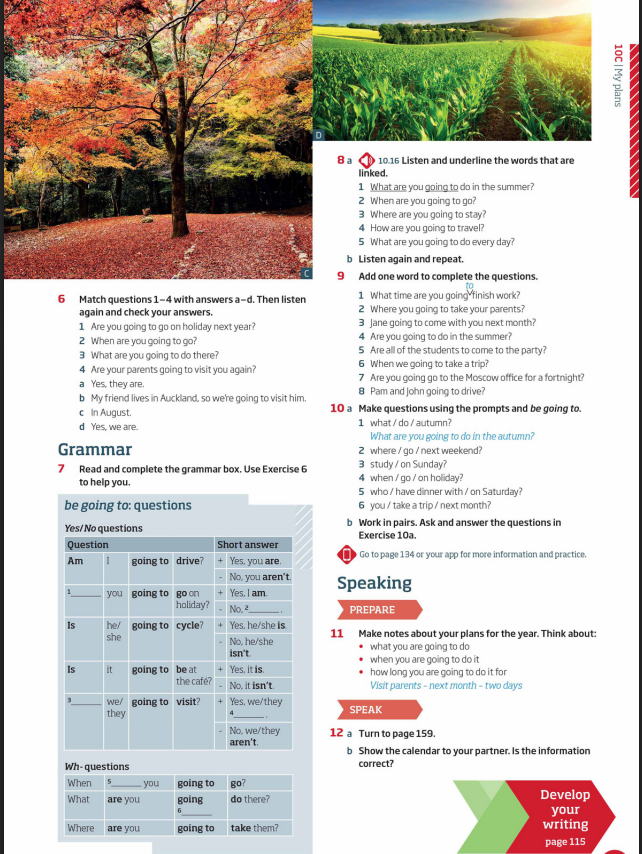 10C | My plans
C
D
6 Match questions 1–4 with answers a–d. Then listen
again and check your answers.
1 Are you going to go on holiday next year?
2 When are you going to go?
3 What are you going to do there?
4 Are your parents going to visit you again?
a Yes, they are.
b My friend lives in Auckland, so we're going to visit him.
c In August.
d Yes, we are.
Grammar
7 Read and complete the grammar box. Use Exercise 6
to help you.
be going to: questions
Yes/No questions
Question Short answer
Am I going to drive? + Yes, you are.
- No, you aren't.
1______ you going to go on + Yes, I am.
holiday? - No, 2______ .
Is he/ going to cycle? + Yes, he/she is.
she - No, he/she
isn't.
Is it going to be at + Yes, it is.
the café? - No, it isn't.
3______ we/ going to visit? + Yes, we/they
they 4______ .
- No, we/they
aren't.
Wh- questions
When 5______ you going to go?
What are you going do there?
6______
Where are you going to take them?
8 a 10.16 Listen and underline the words that are
linked.
1 What are you going to do in the summer?
2 When are you going to go?
3 Where are you going to stay?
4 How are you going to travel?
5 What are you going to do every day?
b Listen again and repeat.
9 Add one word to complete the questions.
to
1 What time are you going finish work?
2 Where you going to take your parents?
3 Jane going to come with you next month?
4 Are you going to do in the summer?
5 Are all of the students to come to the party?
6 When we going to take a trip?
7 Are you going go to the Moscow office for a fortnight?
8 Pam and John going to drive?
10 a Make questions using the prompts and be going to.
1 what / do / autumn?
What are you going to do in the autumn?
2 where / go / next weekend?
3 study / on Sunday?
4 when / go / on holiday?
5 who / have dinner with / on Saturday?
6 you / take a trip / next month?
b Work in pairs. Ask and answer the questions in
Exercise 10a.
Go to page 134 or your app for more information and practice.
Speaking
PREPARE
11 Make notes about your plans for the year. Think about:
• what you are going to do
• when you are going to do it
• how long you are going to do it for
Visit parents – next month – two days
SPEAK
12 a Turn to page 159.
b Show the calendar to your partner. Is the information
correct?
Develop
your
writing
page 115